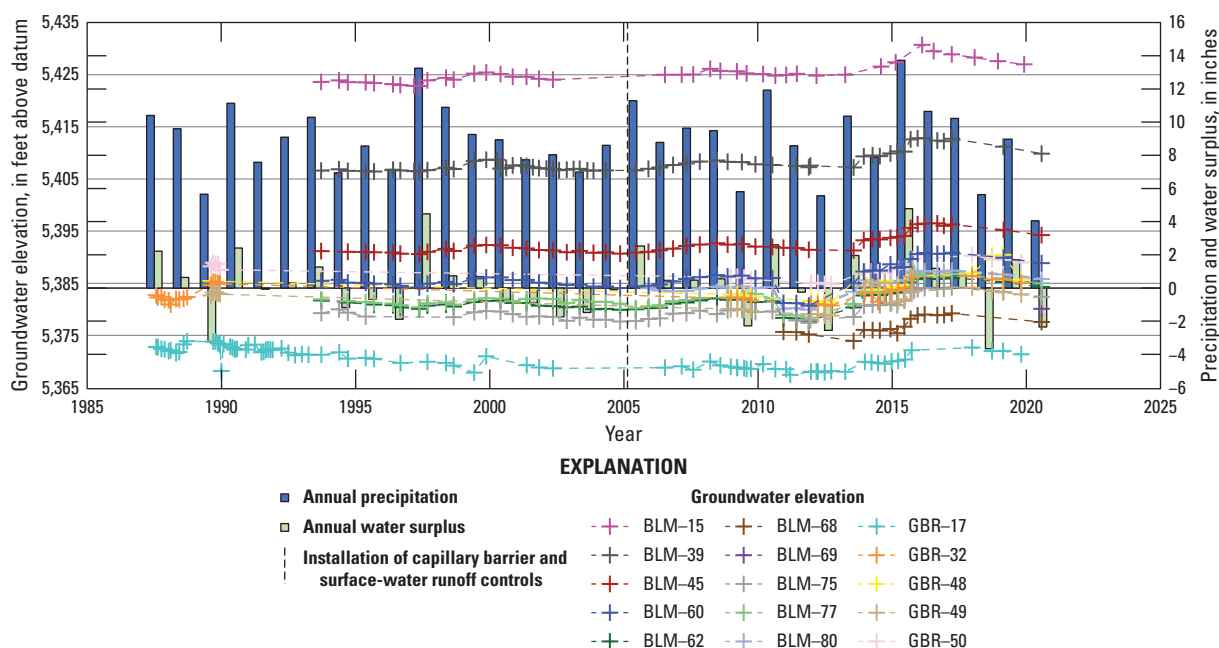 Groundwater elevation, in feet above datum
5,435
5,425
5,415
5,405
5,395
5,385
5,375
5,365
16
14
12
10
8
6
4
2
0
−2
−4
−6
Precipitation and water surplus, in inches
1985 1990 1995 2000 2005 2010 2015 2020 2025
Year
EXPLANATION
Annual precipitation
Annual water surplus
Installation of capillary barrier and
surface-water runoff controls
Groundwater elevation
BLM–15
BLM–39
BLM–45
BLM–60
BLM–62
BLM–68
BLM–69
BLM–75
BLM–77
BLM–80
GBR–17
GBR–32
GBR–48
GBR–49
GBR–50